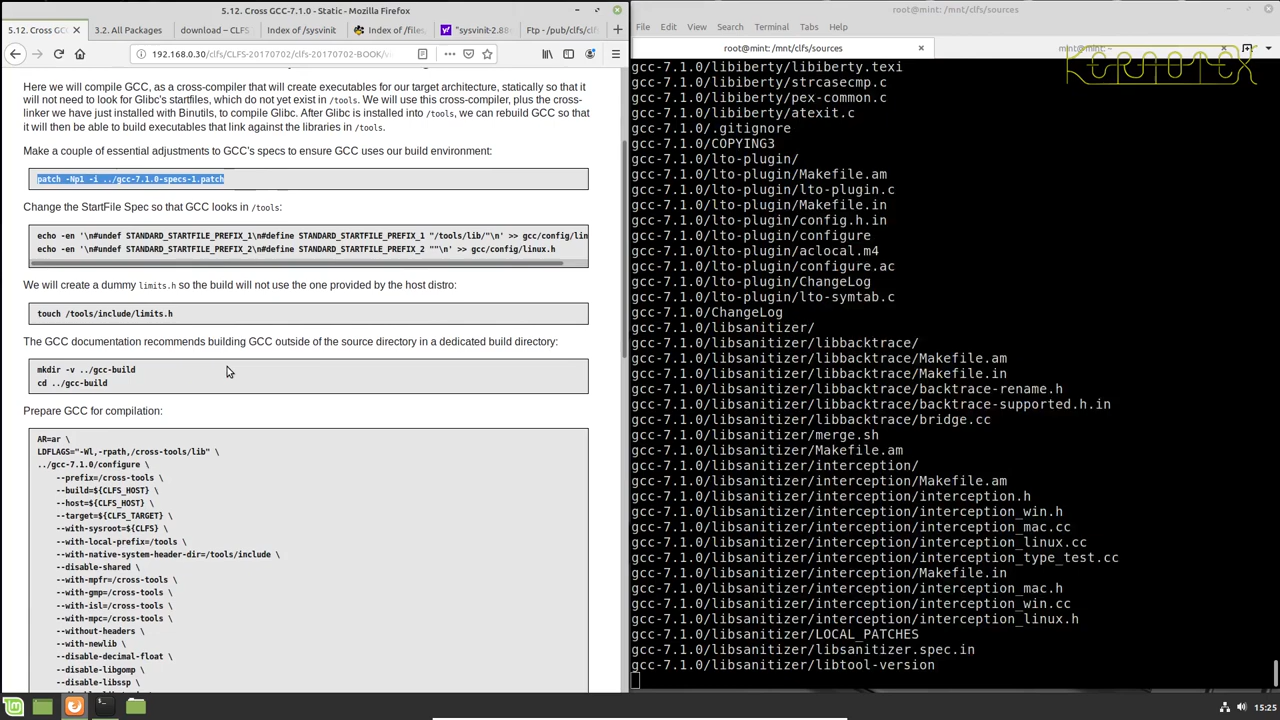 5.12. Cross GCC-7.1.0 - Static - Mozilla Firefox
5.12. Cross GC
3.2. All Packages
download – CLFS
Index of /sysvinit
Index of /files,
"sysvinit-2.88
Ftp - /pub/clfs/cl
192.168.0.30/clfs/CLFS-20170702/clfs-20170702-BOOK/
Here we will compile GCC, as a cross-compiler that will create executables for our target architecture, statically so that it
will not need to look for Glibc's startfiles, which do not yet exist in /tools. We will use this cross-compiler, plus the cross-
linker we have just installed with Binutils, to compile Glibc. After Glibc is installed into /tools, we can rebuild GCC so that
it will then be able to build executables that link against the libraries in /tools.
Make a couple of essential adjustments to GCC's specs to ensure GCC uses our build environment:
patch -Np1 -i ../gcc-7.1.0-specs-1.patch
Change the StartFile Spec so that GCC looks in /tools:
echo -en '\n#undef STANDARD_STARTFILE_PREFIX_1\n#define STANDARD_STARTFILE_PREFIX_1 "/tools/lib/"\n' >> gcc/config/lin
echo -en '\n#undef STANDARD_STARTFILE_PREFIX_2\n#define STANDARD_STARTFILE_PREFIX_2 ""\n' >> gcc/config/linux.h
We will create a dummy limits.h so the build will not use the one provided by the host distro:
touch /tools/include/limits.h
The GCC documentation recommends building GCC outside of the source directory in a dedicated build directory:
mkdir -v ../gcc-build
cd ../gcc-build
Prepare GCC for compilation:
AR=ar \
LDFLAGS="-Wl,-rpath,/cross-tools/lib" \
../gcc-7.1.0/configure \
--prefix=/cross-tools \
--build=${CLFS_HOST} \
--host=${CLFS_HOST} \
--target=${CLFS_TARGET} \
--with-sysroot=${CLFS} \
--with-local-prefix=/tools \
--with-native-system-header-dir=/tools/include \
--disable-shared \
--with-mpfr=/cross-tools \
--with-gmp=/cross-tools \
--with-isl=/cross-tools \
--with-mpc=/cross-tools \
--without-headers \
--with-newlib \
--disable-decimal-float \
--disable-libgomp \
--disable-libssp \
root@mint: /mnt/clfs/sources
File Edit View Search Terminal Tabs Help
root@mint: /mnt/clfs/sources
root@mint: ~
KERNOTEX
gcc-7.1.0/libiberty/libiberty.texi
gcc-7.1.0/libiberty/strcasecmp.c
gcc-7.1.0/libiberty/pex-common.c
gcc-7.1.0/libiberty/atexit.c
gcc-7.1.0/.gitignore
gcc-7.1.0/COPYING3
gcc-7.1.0/lto-plugin/
gcc-7.1.0/lto-plugin/Makefile.am
gcc-7.1.0/lto-plugin/lto-plugin.c
gcc-7.1.0/lto-plugin/Makefile.in
gcc-7.1.0/lto-plugin/config.h.in
gcc-7.1.0/lto-plugin/configure
gcc-7.1.0/lto-plugin/aclocal.m4
gcc-7.1.0/lto-plugin/configure.ac
gcc-7.1.0/lto-plugin/ChangeLog
gcc-7.1.0/lto-plugin/lto-symtab.c
gcc-7.1.0/ChangeLog
gcc-7.1.0/libsanitizer/
gcc-7.1.0/libsanitizer/libbacktrace/
gcc-7.1.0/libsanitizer/libbacktrace/Makefile.am
gcc-7.1.0/libsanitizer/libbacktrace/Makefile.in
gcc-7.1.0/libsanitizer/libbacktrace/backtrace-rename.h
gcc-7.1.0/libsanitizer/libbacktrace/backtrace-supported.h.in
gcc-7.1.0/libsanitizer/libbacktrace/bridge.cc
gcc-7.1.0/libsanitizer/merge.sh
gcc-7.1.0/libsanitizer/Makefile.am
gcc-7.1.0/libsanitizer/interception/
gcc-7.1.0/libsanitizer/interception/Makefile.am
gcc-7.1.0/libsanitizer/interception/interception.h
gcc-7.1.0/libsanitizer/interception/interception_win.h
gcc-7.1.0/libsanitizer/interception/interception_mac.cc
gcc-7.1.0/libsanitizer/interception/interception_linux.cc
gcc-7.1.0/libsanitizer/interception/interception_type_test.cc
gcc-7.1.0/libsanitizer/interception/Makefile.in
gcc-7.1.0/libsanitizer/interception/interception_mac.h
gcc-7.1.0/libsanitizer/interception/interception_win.cc
gcc-7.1.0/libsanitizer/interception/interception_linux.h
gcc-7.1.0/libsanitizer/LOCAL_PATCHES
gcc-7.1.0/libsanitizer/libsanitizer.spec.in
gcc-7.1.0/libsanitizer/libtool-version
15:25